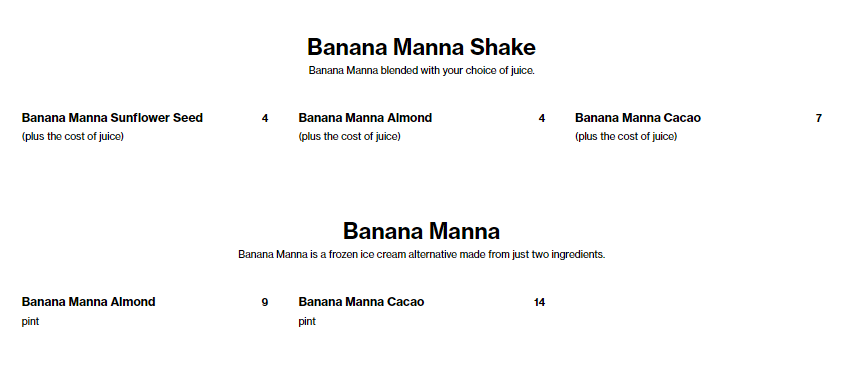 Banana Manna Shake
Banana Manna blended with your choice of juice.
Banana Manna Sunflower Seed 4
(plus the cost of juice)
Banana Manna Almond 4
(plus the cost of juice)
Banana Manna Cacao 7
(plus the cost of juice)
Banana Manna
Banana Manna is a frozen ice cream alternative made from just two ingredients.
Banana Manna Almond 9
pint
Banana Manna Cacao 14
pint